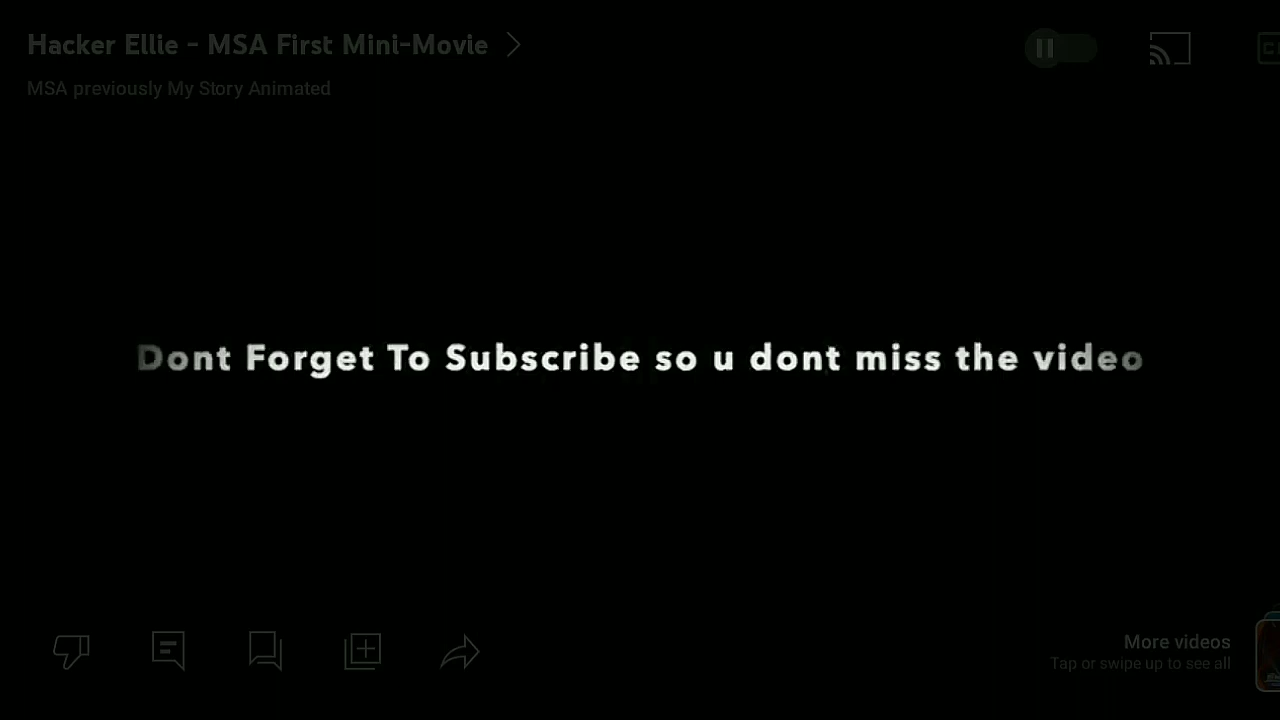 Hacker Ellie - MSA First Mini-Movie
MSA previously My Story Animated
Dont Forget To Subscribe so u dont miss the video
More videos
Tap or swipe up to see all